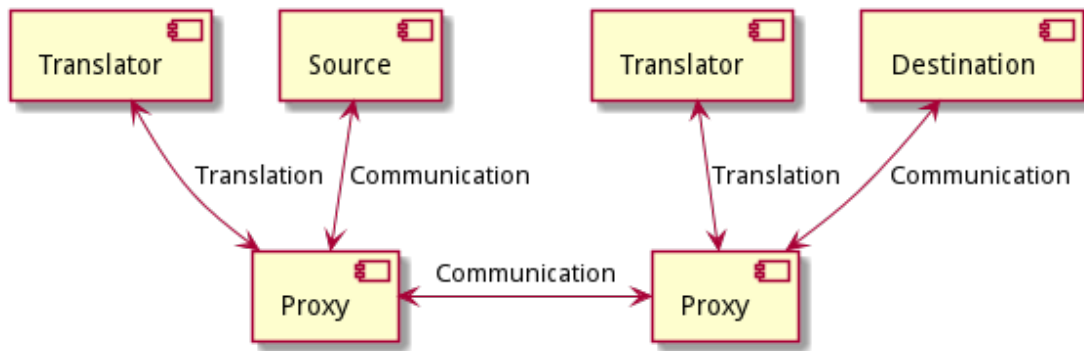 Translator
Source
Translator
Destination
Translation
Communication
Translation
Communication
Communication
Proxy
Proxy